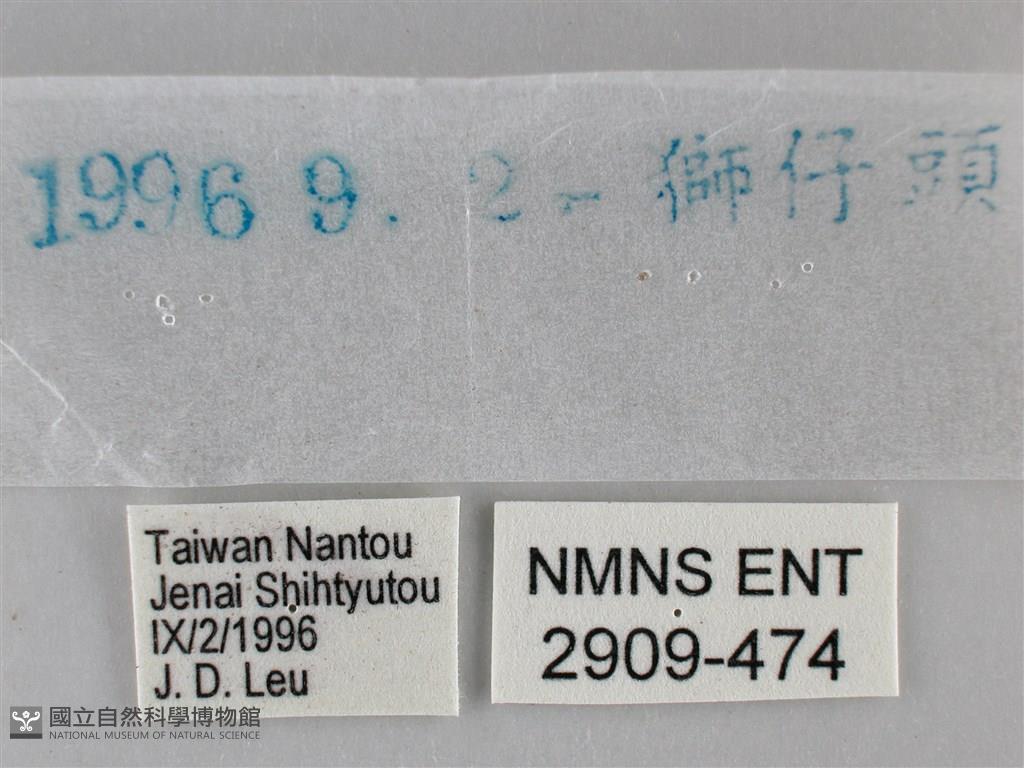 1996 9. 2 - 獅仔頭
Taiwan Nantou
Jenai Shihtyutou
IX/2/1996
J. D. Leu
NMNS ENT
2909-474
國立自然科學博物館
NATIONAL MUSEUM OF NATURAL SCIENCE